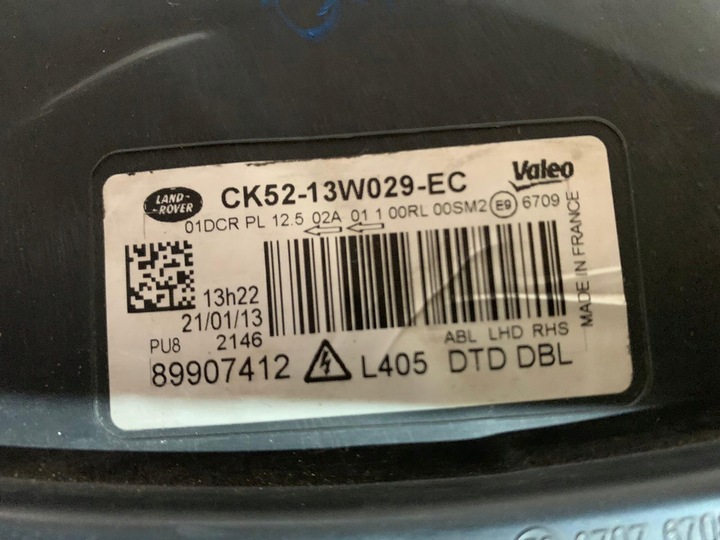 LAND-
-ROVER
CK52-13W029-EC
Valeo
01DCR PL 12.5 02A 01 1 00RL 00SM2 E9 6709
13h22
21/01/13
PU8 2146
ABL LHD RHS
MADE IN FRANCE
89907412 L405 DTD DBL